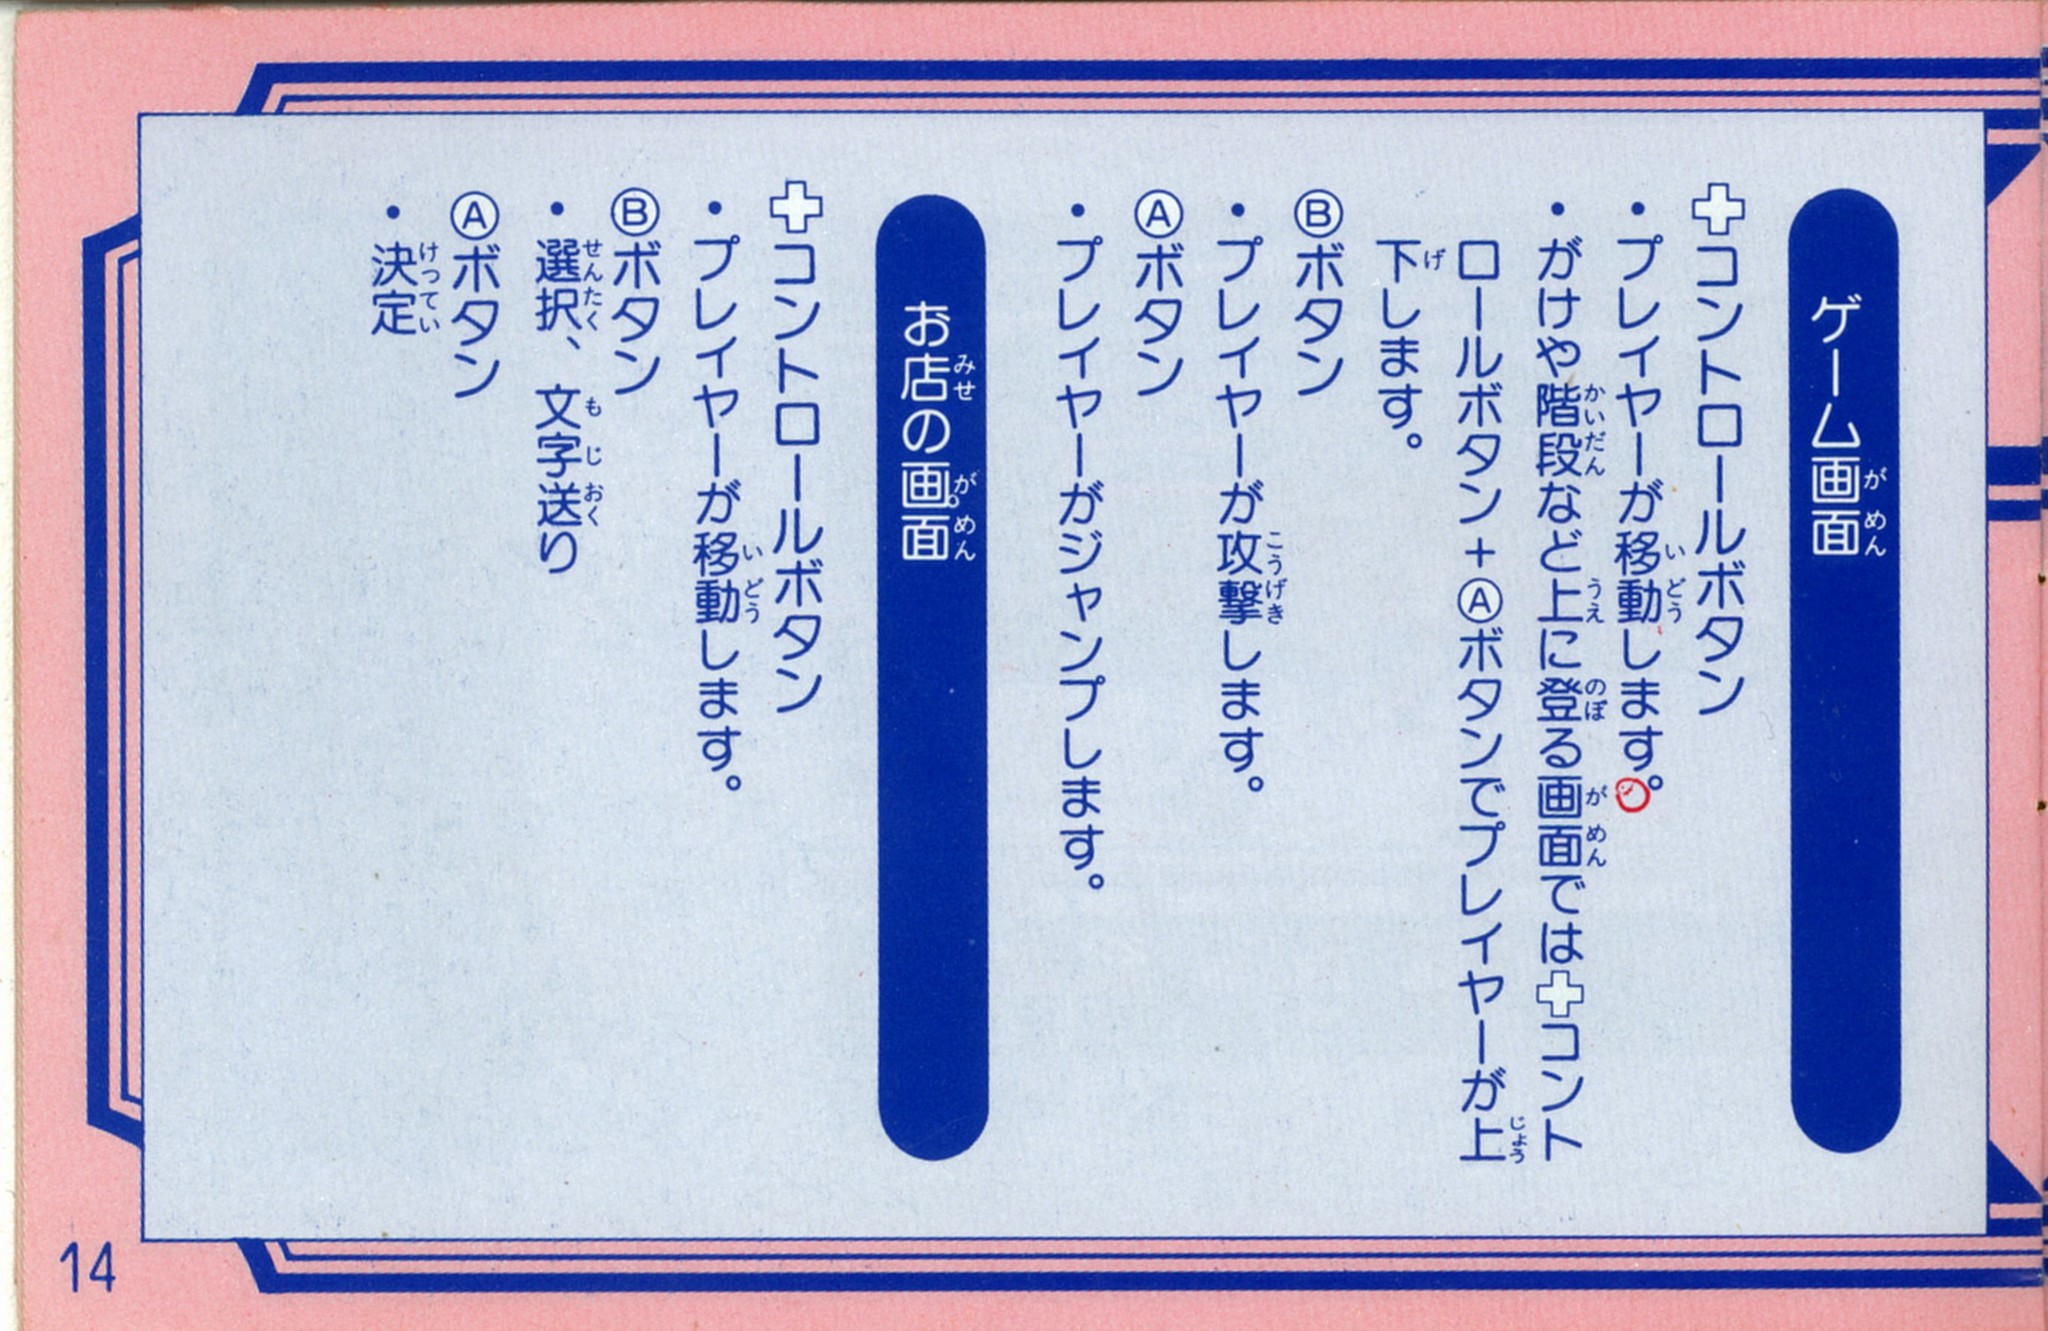 ゲーム画面
✚コントロールボタン
・プレイヤーが移動します。
・がけや階段など上に登る画面では✚コント
ロールボタン+Ⓐボタンでプレイヤーが上
下します。
Ⓑボタン
・プレイヤーが攻撃します。
Ⓐボタン
・プレイヤーがジャンプします。
お店の画面
✚コントロールボタン
・プレイヤーが移動します。
Ⓑボタン
・選択、文字送り
Ⓐボタン
・決定
14